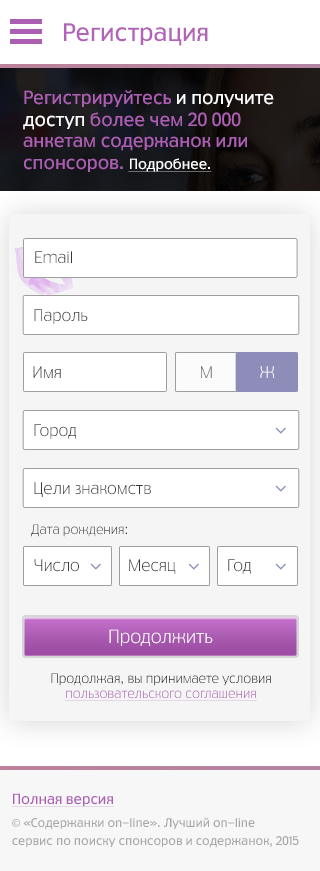 Регистрация
Регистрируйтесь и получите
доступ более чем 20 000
анкетам содержанок или
спонсоров. Подробнее.
Email
Пароль
Имя М Ж
Город
Цели знакомств
Дата рождения:
Число Месяц Год
Продолжить
Продолжая, вы принимаете условия
пользовательского соглашения
Полная версия
© «Содержанки on-line». Лучший on-line
сервис по поиску спонсоров и содержанок, 2015